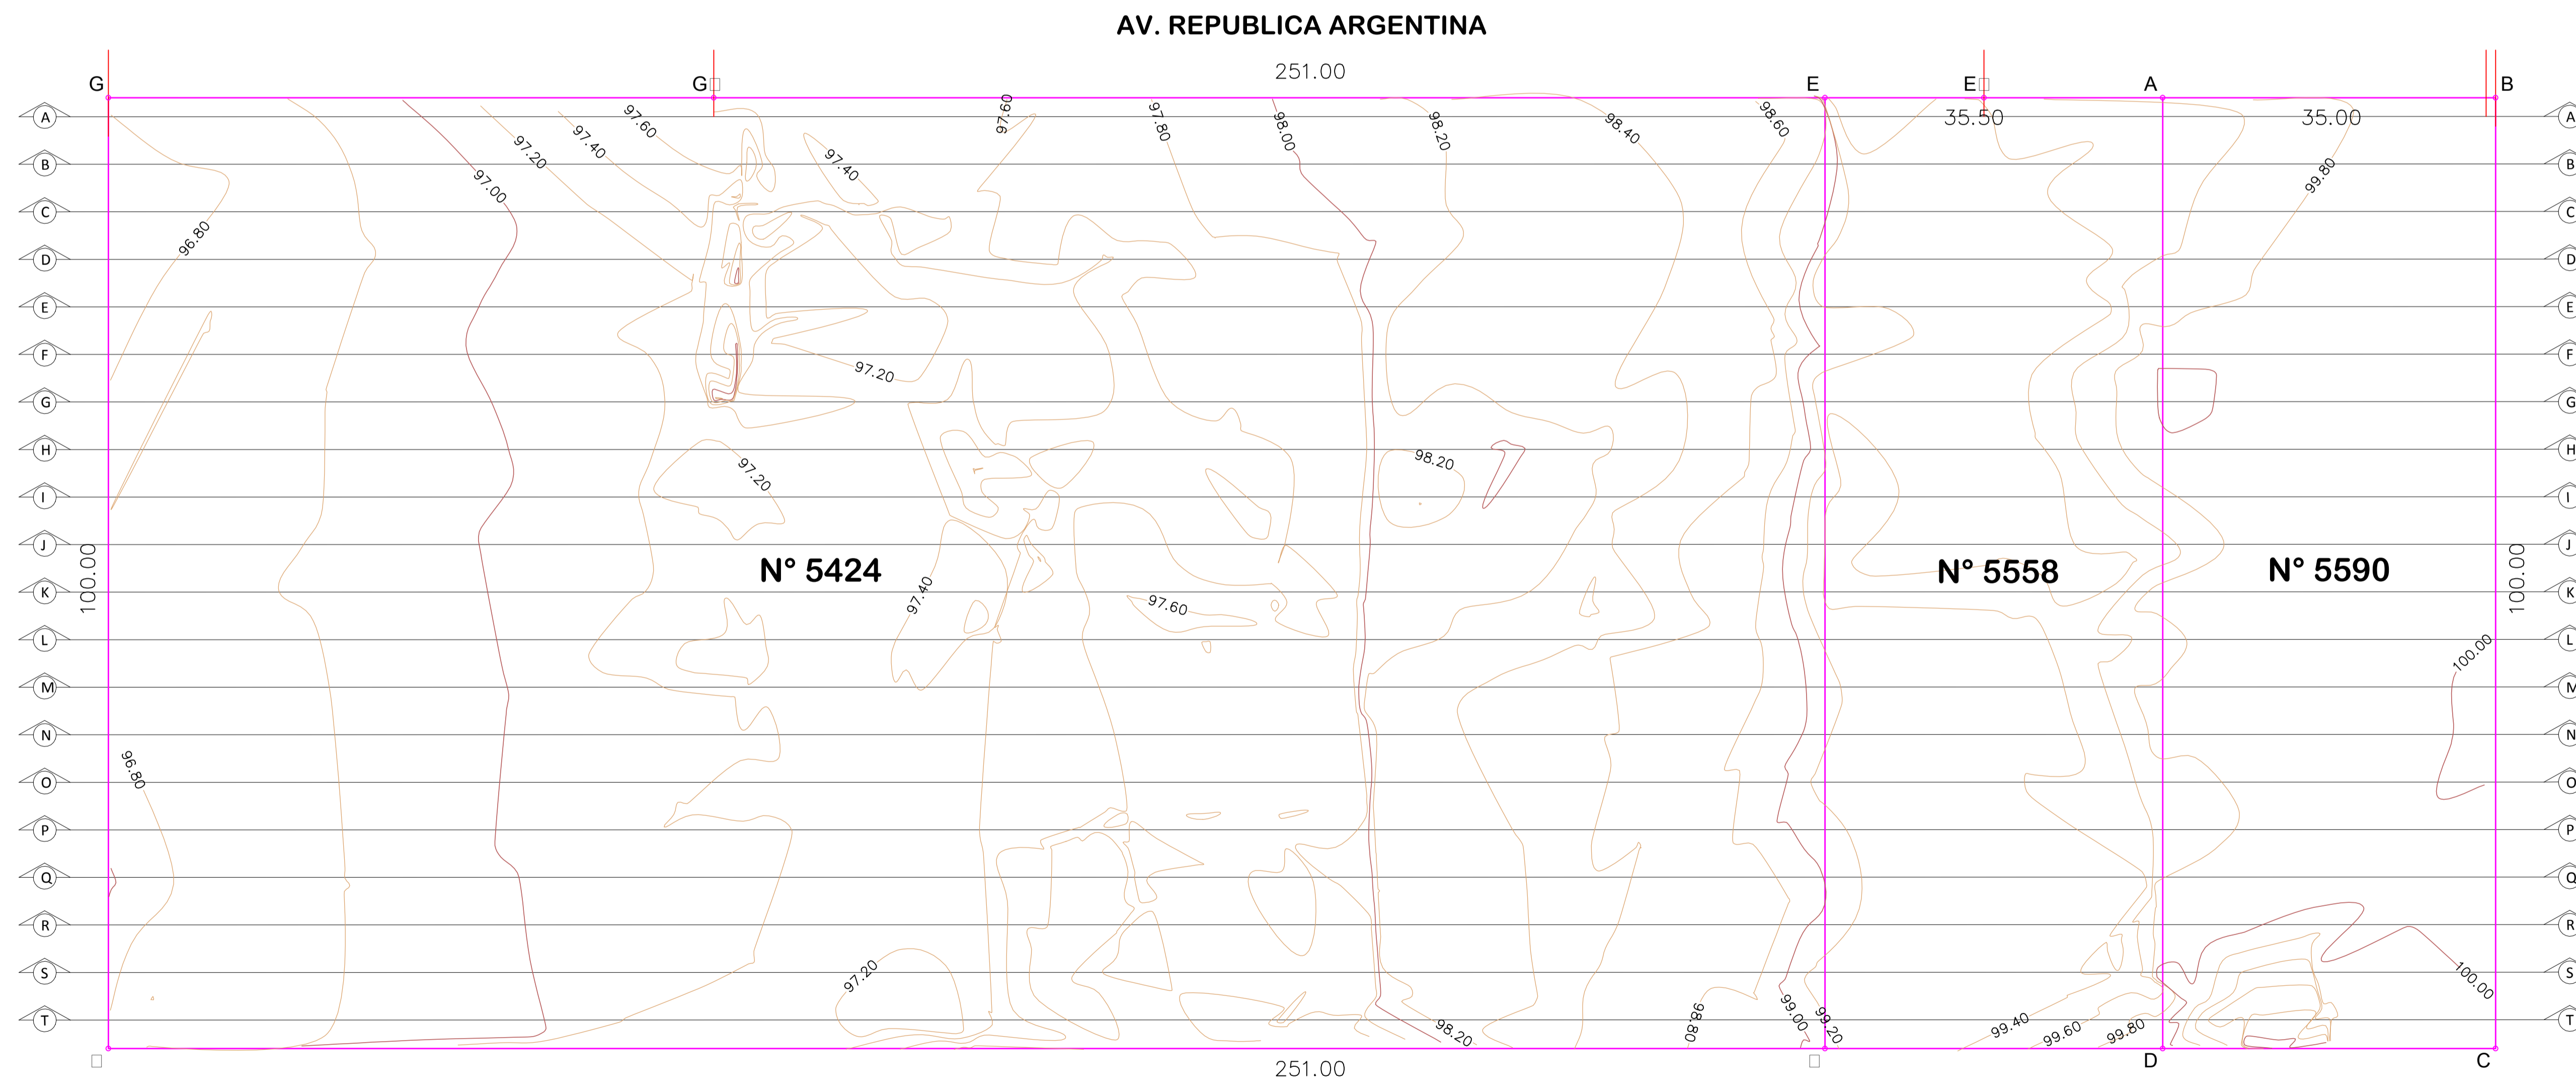 AV. REPUBLICA ARGENTINA
251.00
G
G
E
E
A
B
35.50
35.00
A
A
B
B
C
C
D
D
E
E
F
F
G
G
H
H
I
I
J
J
K
K
L
L
M
M
N
N
O
O
P
P
Q
Q
R
R
S
S
T
T
97.60
97.60
97.80
98.00
98.20
98.40
98.60
97.20
97.40
97.40
97.00
99.80
96.80
97.20
97.20
98.20
100.00
N° 5424
N° 5558
N° 5590
100.00
97.40
97.60
100.00
96.80
97.20
98.20
98.80
99.00
99.20
99.40
99.60
99.80
100.00
D
C
251.00